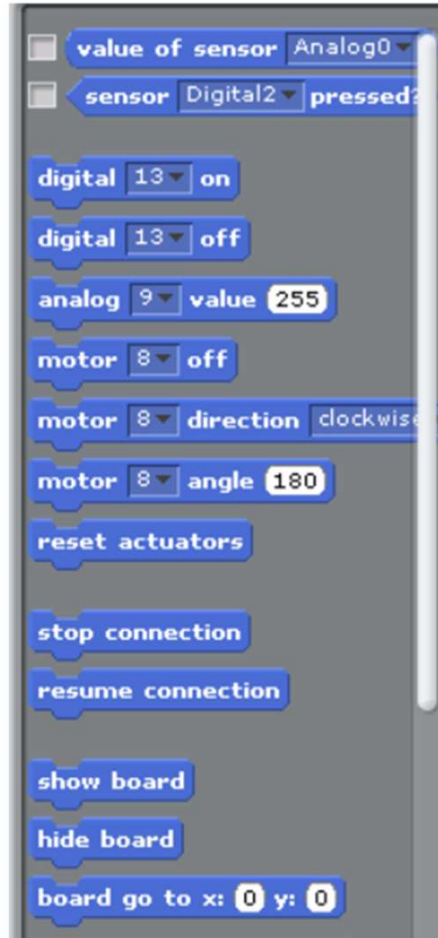 value of sensor Analog0
sensor Digital2 pressed?
digital 13 on
digital 13 off
analog 9 value 255
motor 8 off
motor 8 direction clockwise
motor 8 angle 180
reset actuators
stop connection
resume connection
show board
hide board
board go to x: 0 y: 0